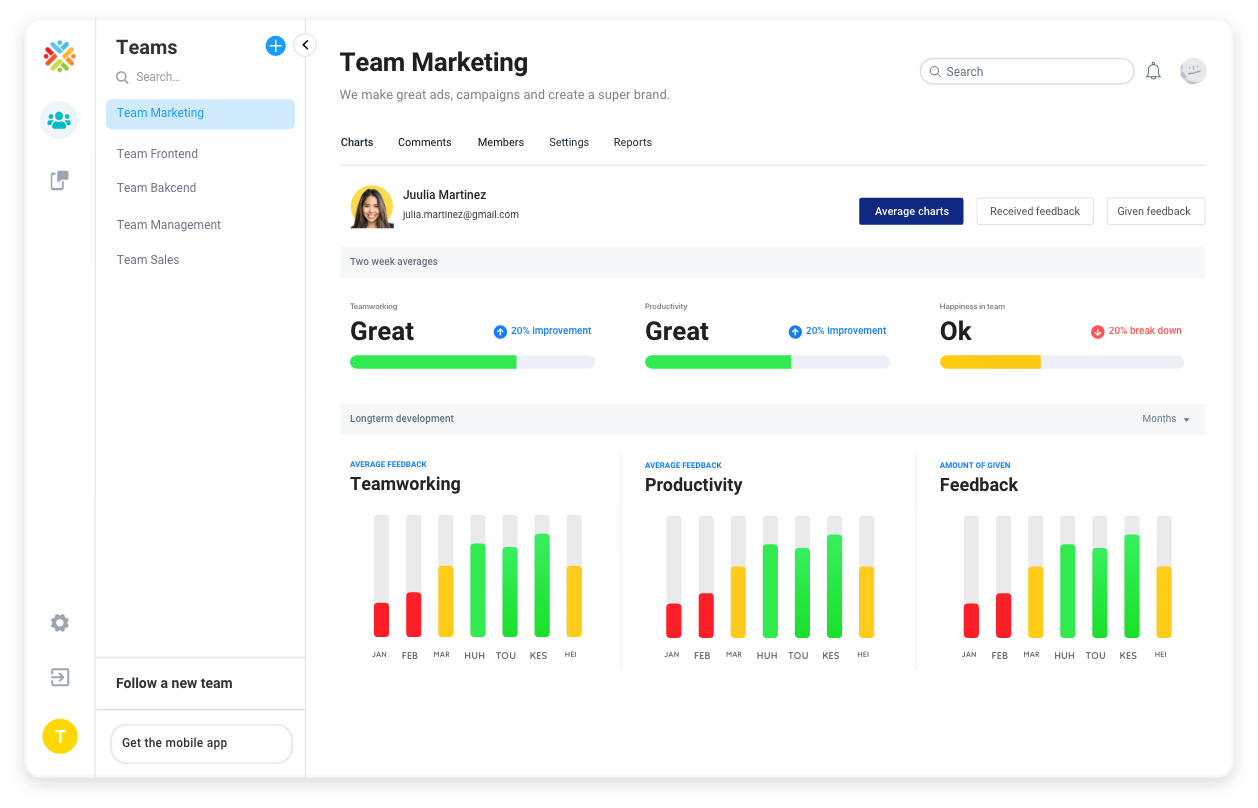 Teams
Search...
Team Marketing
Team Frontend
Team Bakcend
Team Management
Team Sales
Follow a new team
Get the mobile app
T
Team Marketing
We make great ads, campaigns and create a super brand.
Search
Charts Comments Members Settings Reports
Juulia Martinez
julia.martinez@gmail.com
Average charts Received feedback Given feedback
Two week averages
Teamworking
Great 20% improvement
Productivity
Great 20% improvement
Happiness in team
Ok 20% break down
Longterm development Months
AVERAGE FEEDBACK
Teamworking
JAN FEB MAR HUH TOU KES HEI
AVERAGE FEEDBACK
Productivity
JAN FEB MAR HUH TOU KES HEI
AMOUNT OF GIVEN
Feedback
JAN FEB MAR HUH TOU KES HEI